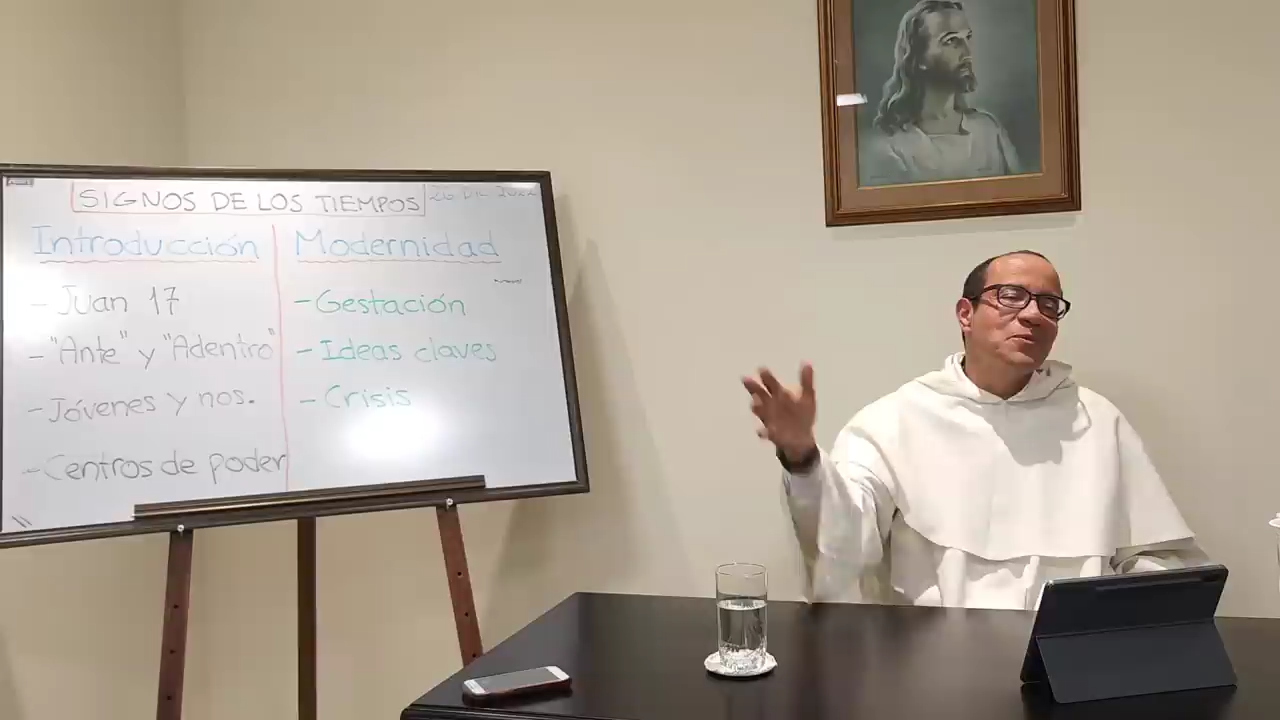 SIGNOS DE LOS TIEMPOS
Introducción
- Juan 17
- "Ante" y "Adentro"
- Jóvenes y nos.
- Centros de poder
Modernidad
- Gestación
- Ideas claves
- Crisis